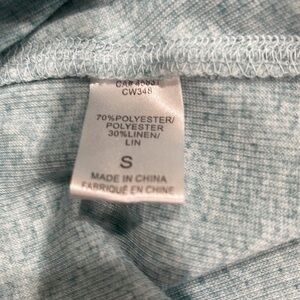 CW348
70%POLYESTER/
POLYESTER
30%LINEN/
LIN
S
MADE IN CHINA
FABRIQUÉ EN CHINE